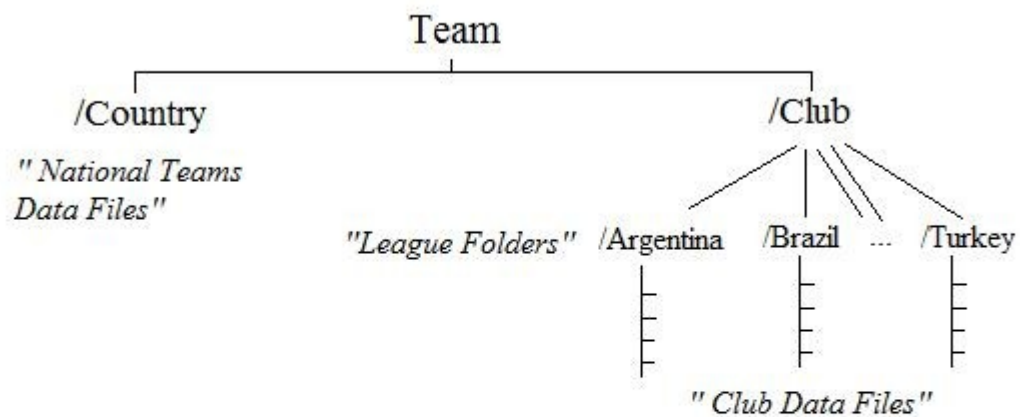 Team
/Country
/Club
" National Teams
Data Files"
"League Folders"
/Argentina
/Brazil
...
/Turkey
" Club Data Files"